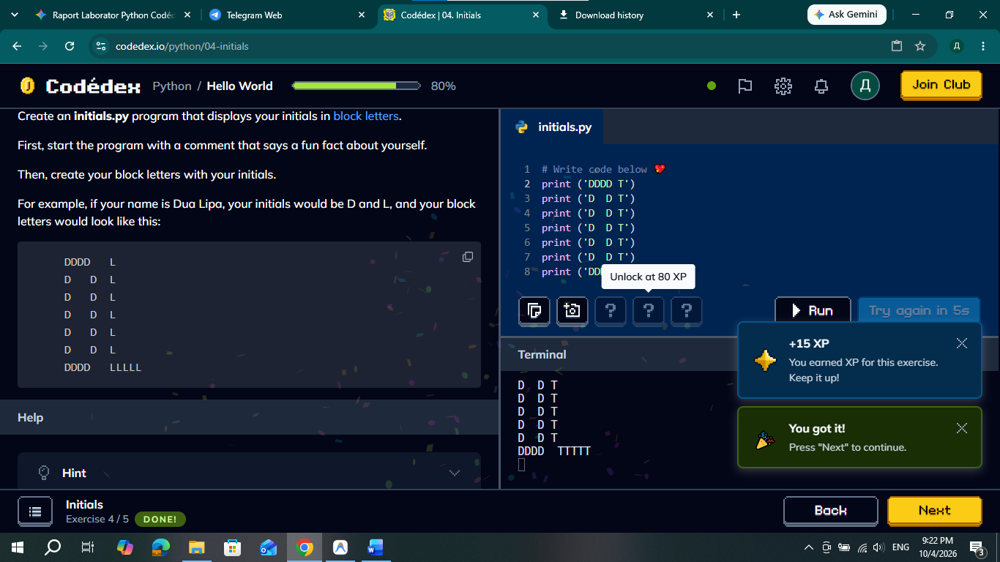 Raport Laborator Python Codéd
Telegram Web
Codédex | 04. Initials
Download history
Ask Gemini
codedex.io/python/04-initials
Д
Codédex
Python / Hello World
80%
Д
Join Club
Create an initials.py program that displays your initials in block letters.
First, start the program with a comment that says a fun fact about yourself.
Then, create your block letters with your initials.
For example, if your name is Dua Lipa, your initials would be D and L, and your block
letters would look like this:
DDDD   L
D   D  L
D   D  L
D   D  L
D   D  L
D   D  L
DDDD   LLLLL
Help
Hint
initials.py
1 # Write code below 💖
2 print ('DDDD T')
3 print ('D  D T')
4 print ('D  D T')
5 print ('D  D T')
6 print ('D  D T')
7 print ('D  D T')
8 print ('DD
Unlock at 80 XP
? ? ?
Run
Try again in 5s
Terminal
D  D T
D  D T
D  D T
D  D T
D  D T
DDDD  TTTTT
+15 XP
You earned XP for this exercise.
Keep it up!
You got it!
Press "Next" to continue.
Initials
Exercise 4 / 5 DONE!
Back
Next
ENG
9:22 PM
10/4/2026
3